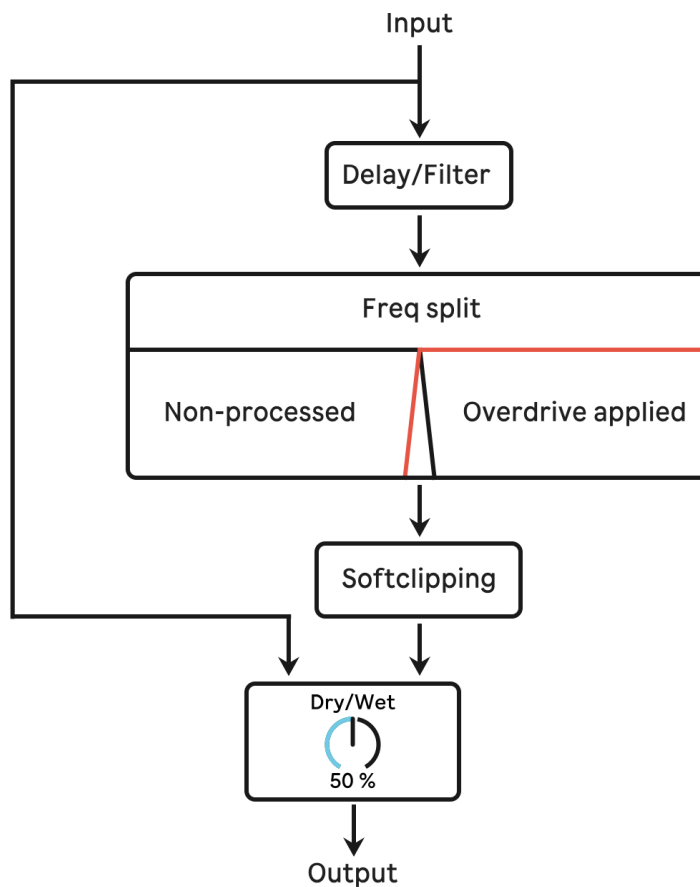 Input
Delay/Filter
Freq split
Non-processed
Overdrive applied
Softclipping
Dry/Wet
50 %
Output